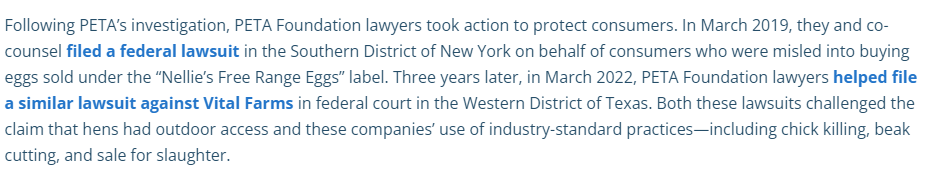 Following PETA’s investigation, PETA Foundation lawyers took action to protect consumers. In March 2019, they and co-
counsel filed a federal lawsuit in the Southern District of New York on behalf of consumers who were misled into buying
eggs sold under the “Nellie’s Free Range Eggs” label. Three years later, in March 2022, PETA Foundation lawyers helped file
a similar lawsuit against Vital Farms in federal court in the Western District of Texas. Both these lawsuits challenged the
claim that hens had outdoor access and these companies’ use of industry-standard practices—including chick killing, beak
cutting, and sale for slaughter.